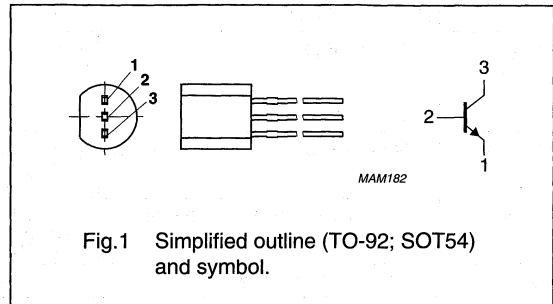 1
2
3
3
2
1
MAM182
Fig.1 Simplified outline (TO-92; SOT54)
and symbol.